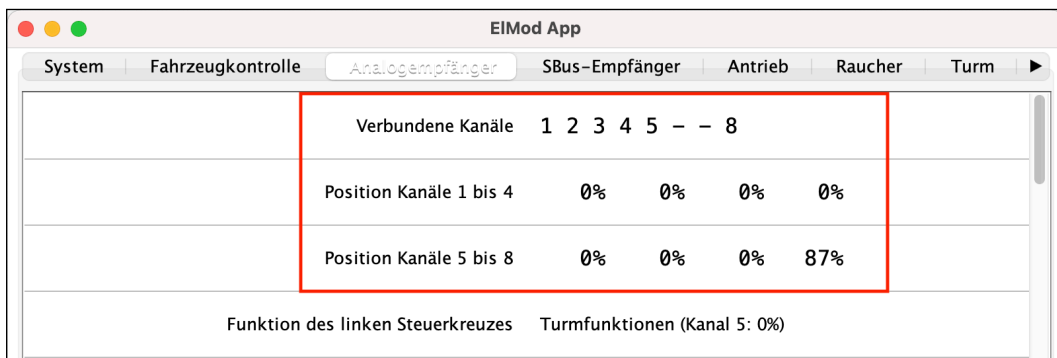 ElMod App
System Fahrzeugkontrolle Analogempfänger SBus-Empfänger Antrieb Raucher Turm
Verbundene Kanäle 1 2 3 4 5 – – 8
Position Kanäle 1 bis 4 0% 0% 0% 0%
Position Kanäle 5 bis 8 0% 0% 0% 87%
Funktion des linken Steuerkreuzes Turmfunktionen (Kanal 5: 0%)